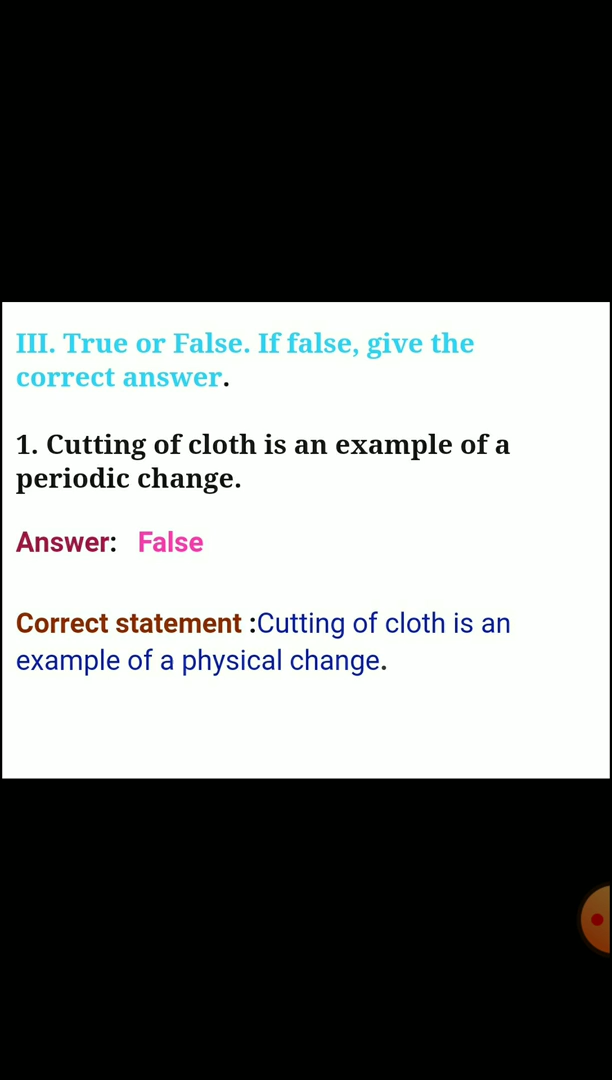 III. True or False. If false, give the
correct answer.
1. Cutting of cloth is an example of a
periodic change.
Answer: False
Correct statement :Cutting of cloth is an
example of a physical change.